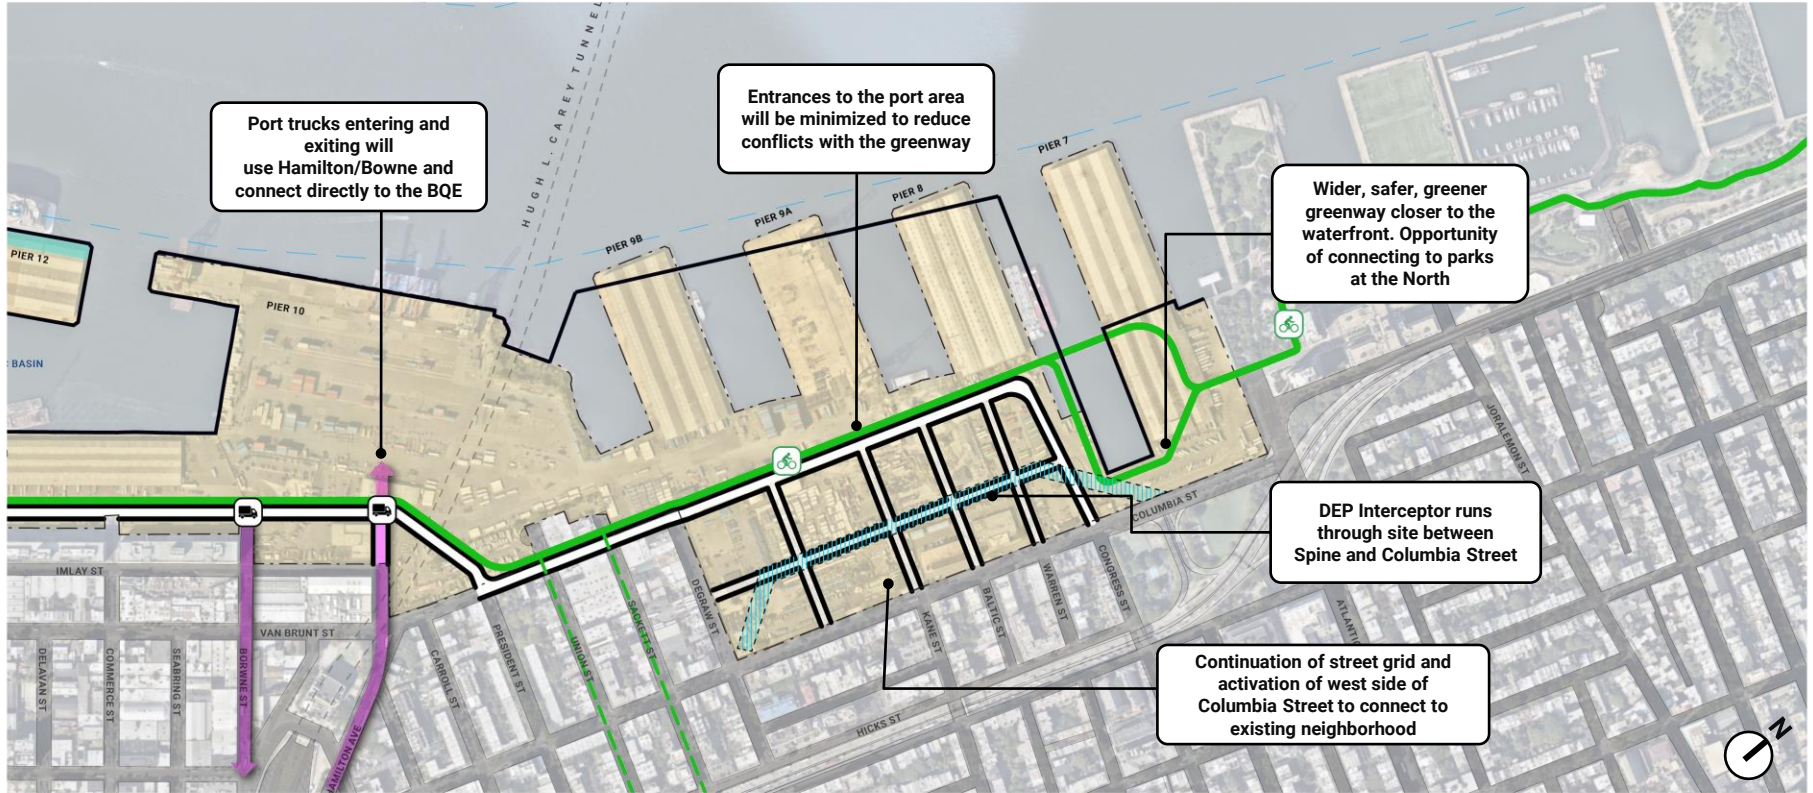 HUGH L. CAREY TUNNEL
Port trucks entering and
exiting will
use Hamilton/Bowne and
connect directly to the BQE
Entrances to the port area
will be minimized to reduce
conflicts with the greenway
Wider, safer, greener
greenway closer to the
waterfront. Opportunity
of connecting to parks
at the North
PIER 7
PIER 8
PIER 9A
PIER 9B
PIER 10
PIER 12
BASIN
JORALEMON ST
COLUMBIA ST
DEP Interceptor runs
through site between
Spine and Columbia Street
IMLAY ST
VAN BRUNT ST
DELAVAN ST
COMMERCE ST
SEABRING ST
BOWNE ST
HAMILTON AVE
CARROLL ST
PRESIDENT ST
UNION ST
SACKETT ST
DEGRAW ST
KANE ST
BALTIC ST
WARREN ST
CONGRESS ST
ATLANTIC
HICKS ST
Continuation of street grid and
activation of west side of
Columbia Street to connect to
existing neighborhood
N